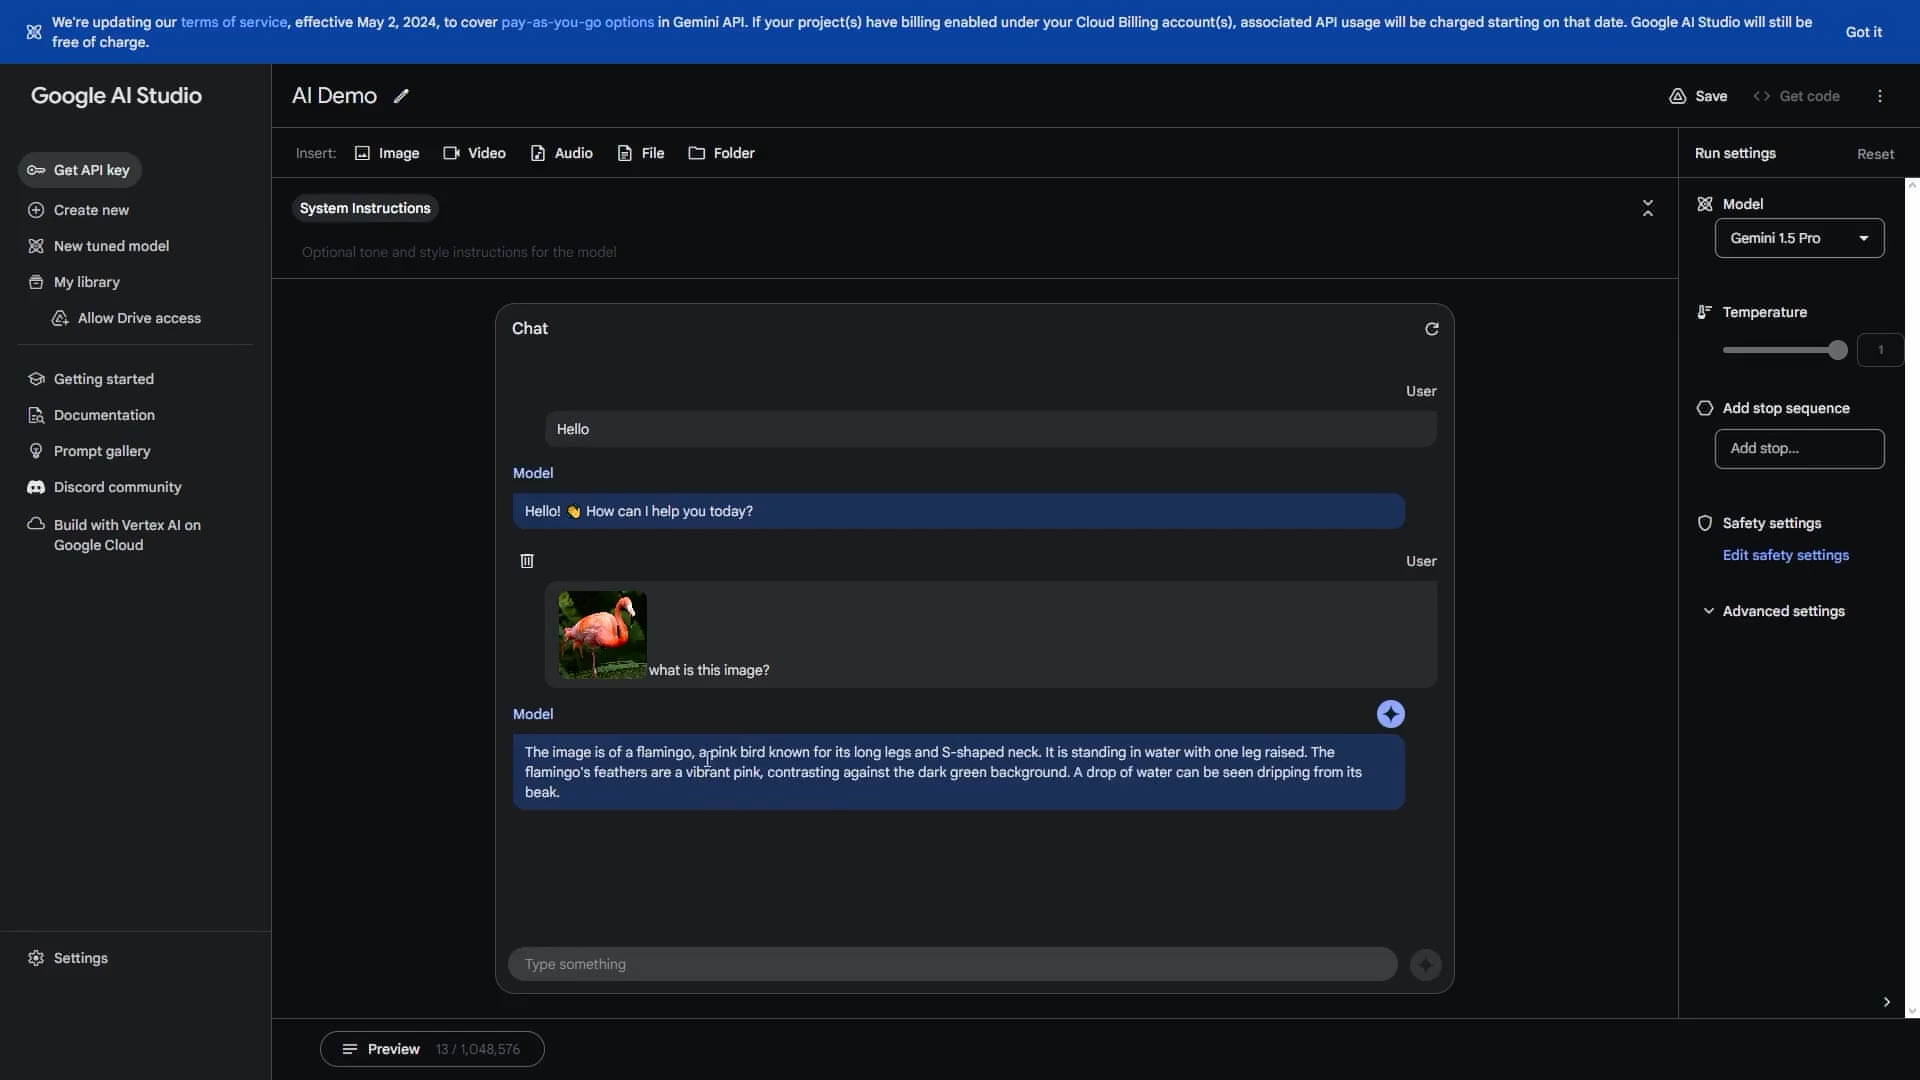 We're updating our terms of service, effective May 2, 2024, to cover pay-as-you-go options in Gemini API. If your project(s) have billing enabled under your Cloud Billing account(s), associated API usage will be charged starting on that date. Google AI Studio will still be
free of charge.
Got it
Google AI Studio
AI Demo
Save
<> Get code
Get API key
Create new
New tuned model
My library
Allow Drive access
Getting started
Documentation
Prompt gallery
Discord community
Build with Vertex AI on
Google Cloud
Settings
Insert:
Image
Video
Audio
File
Folder
System Instructions
Optional tone and style instructions for the model
Chat
User
Hello
Model
Hello! 👋 How can I help you today?
User
what is this image?
Model
The image is of a flamingo, a pink bird known for its long legs and S-shaped neck. It is standing in water with one leg raised. The
flamingo's feathers are a vibrant pink, contrasting against the dark green background. A drop of water can be seen dripping from its
beak.
Type something
Preview 13 / 1,048,576
Run settings
Reset
Model
Gemini 1.5 Pro
Temperature
1
Add stop sequence
Add stop...
Safety settings
Edit safety settings
Advanced settings